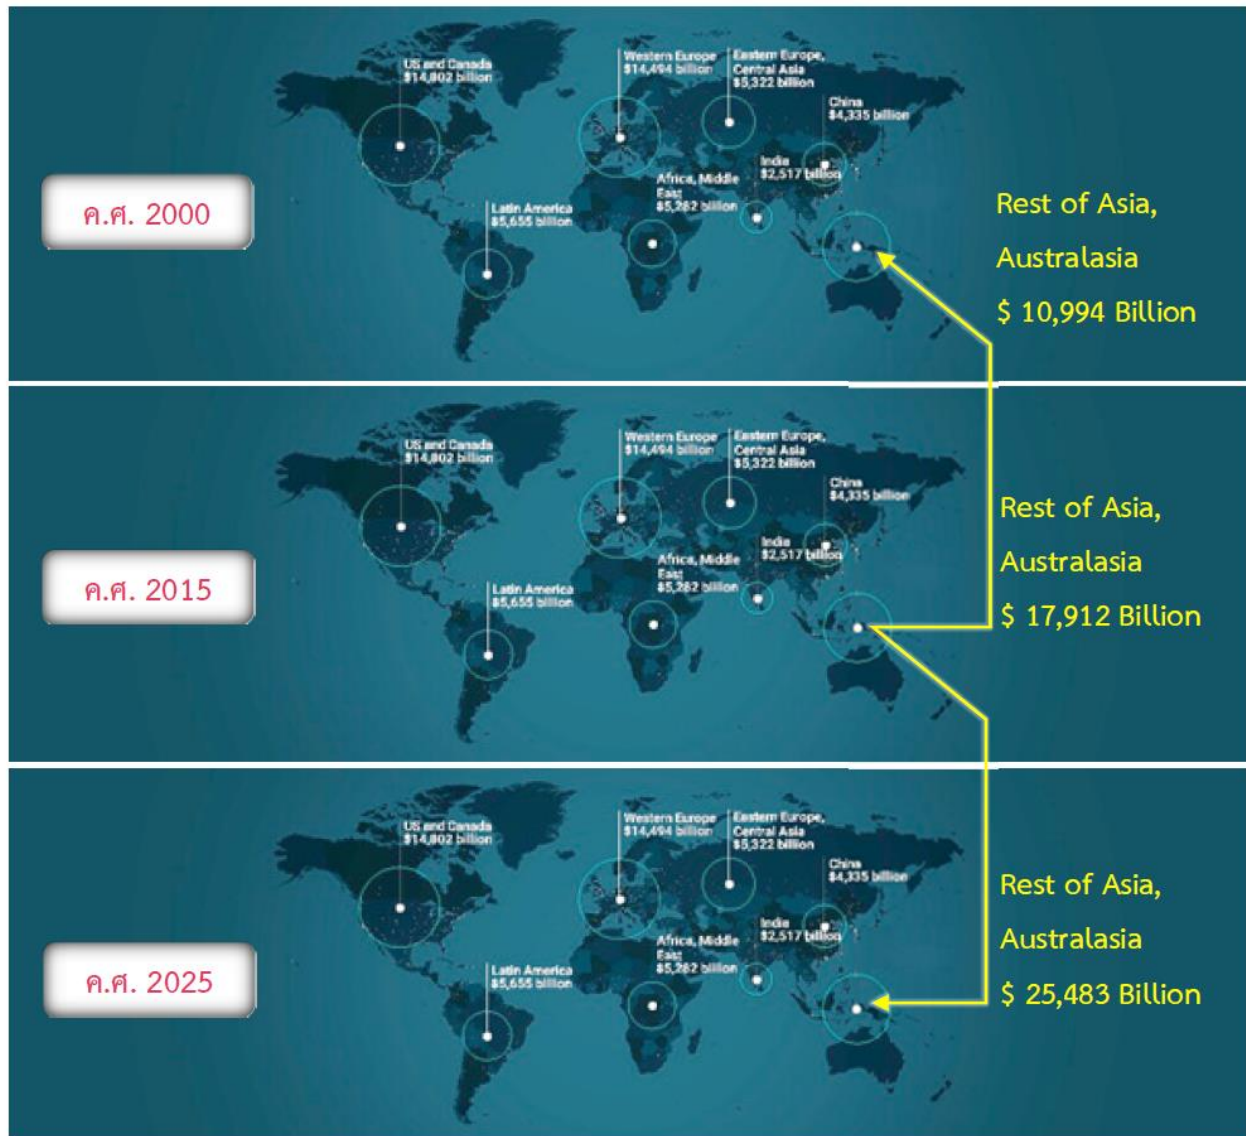 US and Canada
$14,802 billion
Western Europe
$14,494 billion
Eastern Europe,
Central Asia
$5,322 billion
China
$4,335 billion
India
$2,517 billion
Africa, Middle
East
$5,282 billion
Latin America
$5,655 billion
ค.ศ. 2000
Rest of Asia,
Australasia
$ 10,994 Billion
US and Canada
$14,802 billion
Western Europe
$14,494 billion
Eastern Europe,
Central Asia
$5,322 billion
China
$4,335 billion
India
$2,517 billion
Africa, Middle
East
$5,282 billion
Latin America
$5,655 billion
ค.ศ. 2015
Rest of Asia,
Australasia
$ 17,912 Billion
US and Canada
$14,802 billion
Western Europe
$14,494 billion
Eastern Europe,
Central Asia
$5,322 billion
China
$4,335 billion
India
$2,517 billion
Africa, Middle
East
$5,282 billion
Latin America
$5,655 billion
ค.ศ. 2025
Rest of Asia,
Australasia
$ 25,483 Billion